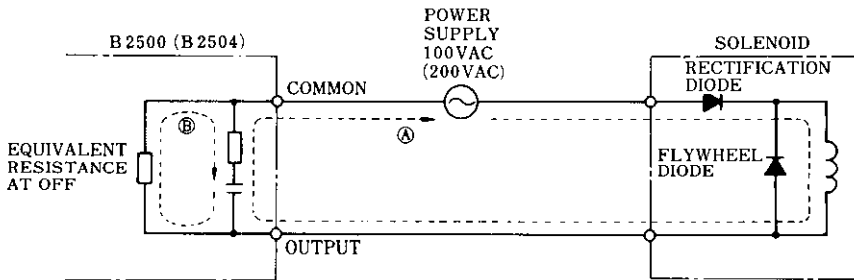 B2500 (B2504)
POWER
SUPPLY
100VAC
(200VAC)
SOLENOID
RECTIFICATION
DIODE
COMMON
Ⓑ
Ⓐ
EQUIVALENT
RESISTANCE
AT OFF
FLYWHEEL
DIODE
OUTPUT